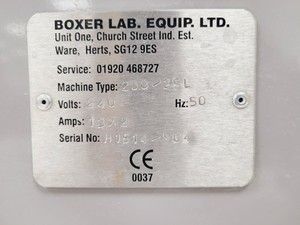 BOXER LAB. EQUIP. LTD.
Unit One, Church Street Ind. Est.
Ware, Herts, SG12 9ES
Service: 01920 468727
Machine Type:
Volts: 240 Hz: 50
Amps:
Serial No:
CE
0037